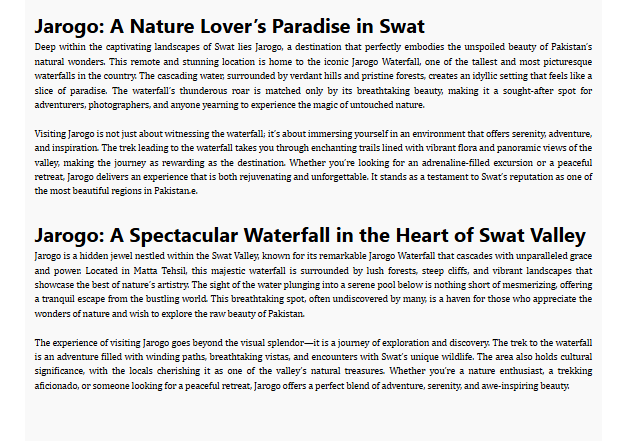 Jarogo: A Nature Lover's Paradise in Swat
Deep within the captivating landscapes of Swat lies Jarogo, a destination that perfectly embodies the unspoiled beauty of Pakistan's
natural wonders. This remote and stunning location is home to the iconic Jarogo Waterfall, one of the tallest and most picturesque
waterfalls in the country. The cascading water, surrounded by verdant hills and pristine forests, creates an idyllic setting that feels like a
slice of paradise. The waterfall's thunderous roar is matched only by its breathtaking beauty, making it a sought-after spot for
adventurers, photographers, and anyone yearning to experience the magic of untouched nature.
Visiting Jarogo is not just about witnessing the waterfall; it's about immersing yourself in an environment that offers serenity, adventure,
and inspiration. The trek leading to the waterfall takes you through enchanting trails lined with vibrant flora and panoramic views of the
valley, making the journey as rewarding as the destination. Whether you're looking for an adrenaline-filled excursion or a peaceful
retreat, Jarogo delivers an experience that is both rejuvenating and unforgettable. It stands as a testament to Swat's reputation as one of
the most beautiful regions in Pakistan.e.
Jarogo: A Spectacular Waterfall in the Heart of Swat Valley
Jarogo is a hidden jewel nestled within the Swat Valley, known for its remarkable Jarogo Waterfall that cascades with unparalleled grace
and power. Located in Matta Tehsil, this majestic waterfall is surrounded by lush forests, steep cliffs, and vibrant landscapes that
showcase the best of nature's artistry. The sight of the water plunging into a serene pool below is nothing short of mesmerizing, offering
a tranquil escape from the bustling world. This breathtaking spot, often undiscovered by many, is a haven for those who appreciate the
wonders of nature and wish to explore the raw beauty of Pakistan.
The experience of visiting Jarogo goes beyond the visual splendor—it is a journey of exploration and discovery. The trek to the waterfall
is an adventure filled with winding paths, breathtaking vistas, and encounters with Swat's unique wildlife. The area also holds cultural
significance, with the locals cherishing it as one of the valley's natural treasures. Whether you're a nature enthusiast, a trekking
aficionado, or someone looking for a peaceful retreat, Jarogo offers a perfect blend of adventure, serenity, and awe-inspiring beauty.